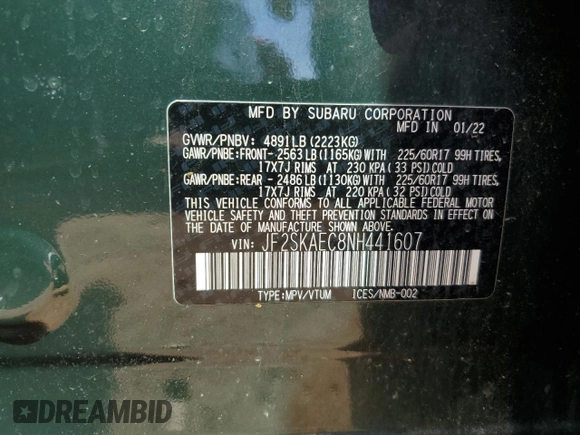 MFD BY SUBARU CORPORATION
MFD IN 01/22
GVWR/PNBV: 4891LB (2223KG)
GAWR/PNBE:FRONT-2563 LB (1165KG) WITH 225/60R17 99H TIRES,
17X7J RIMS AT 230 KPA ( 33 PSI) COLD
GAWR/PNBE:REAR - 2486 LB (1130KG) WITH 225/60R17 99H TIRES,
17X7J RIMS AT 220 KPA ( 32 PSI) COLD
THIS VEHICLE CONFORMS TO ALL APPLICABLE FEDERAL MOTOR
VEHICLE SAFETY AND THEFT PREVENTION STANDARDS IN EFFECT
ON THE DATE OF MANUFACTURE SHOWN ABOVE.
VIN: JF2SKAEC8NH441607
TYPE:MPV/VTUM ICES/NMB-002
DREAMBID